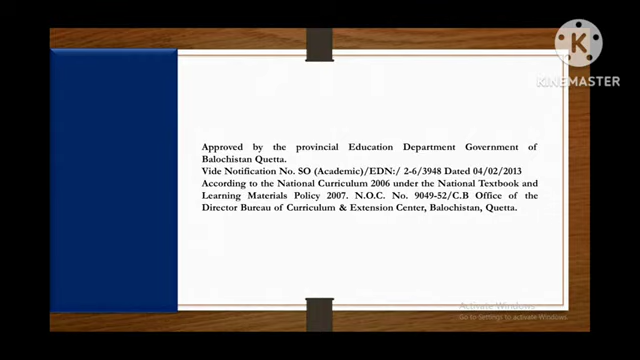 K
KINEMASTER
Approved by the provincial Education Department Government of
Balochistan Quetta.
Vide Notification No. SO (Academic)/EDN:/ 2-6/3948 Dated 04/02/2013
According to the National Curriculum 2006 under the National Textbook and
Learning Materials Policy 2007. N.O.C. No. 9049-52/C.B Office of the
Director Bureau of Curriculum & Extension Center, Balochistan, Quetta.
Activate Windows
Go to Settings to activate Windows.